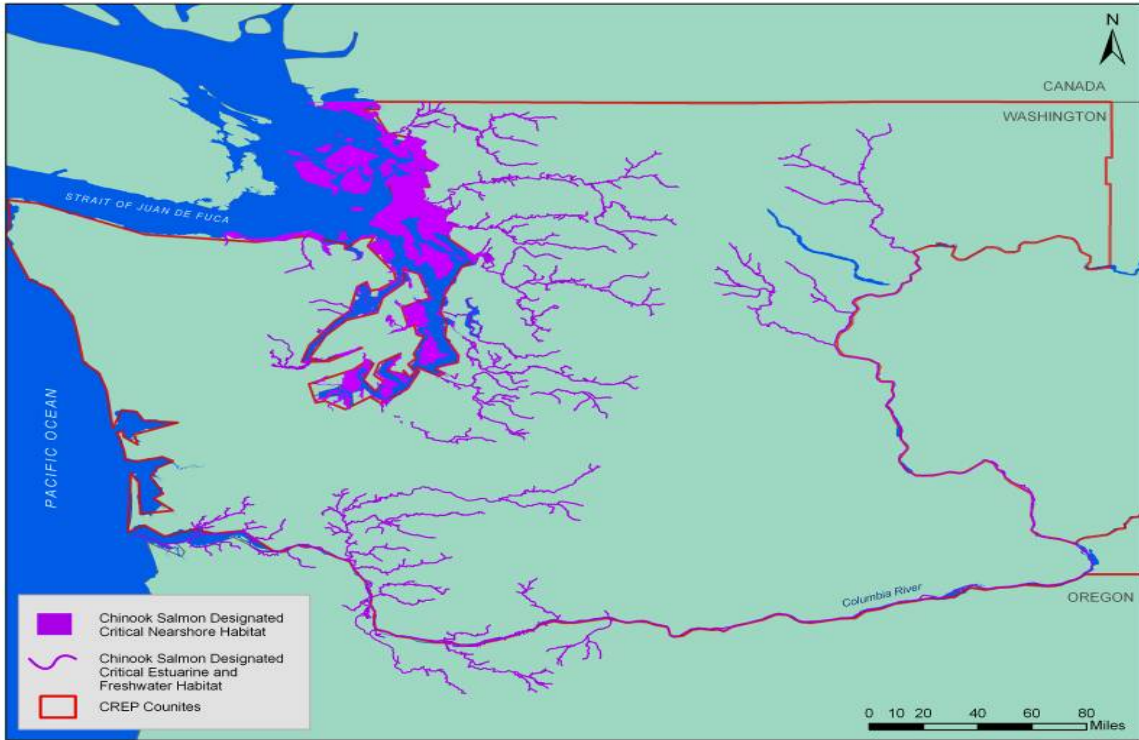 N
CANADA
WASHINGTON
STRAIT OF JUAN DE FUCA
PACIFIC OCEAN
Columbia River
OREGON
Chinook Salmon Designated
Critical Nearshore Habitat
Chinook Salmon Designated
Critical Estuarine and
Freshwater Habitat
CREP Counites
0 10 20 40 60 80
Miles